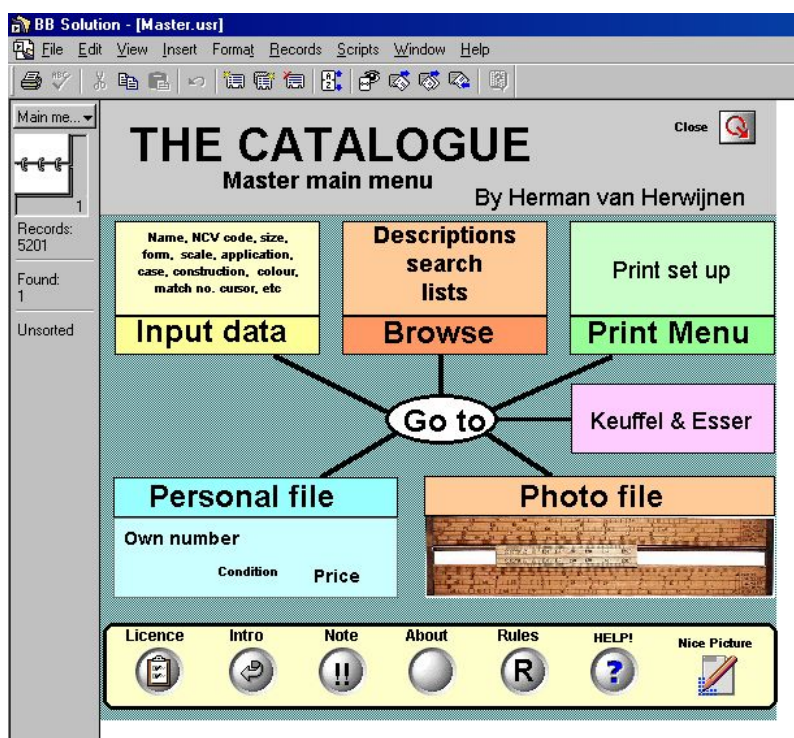 BB Solution - [Master.usr]
File Edit View Insert Format Records Scripts Window Help
Main me...
1
Records:
5201
Found:
1
Unsorted
THE CATALOGUE
Master main menu
By Herman van Herwijnen
Close
Name, NCV code, size,
form, scale, application,
case, construction, colour,
match no. cursor, etc
Input data
Descriptions
search
lists
Browse
Print set up
Print Menu
Go to
Keuffel & Esser
Personal file
Own number
Condition Price
Photo file
Licence Intro Note About Rules HELP! Nice Picture
!! R ?